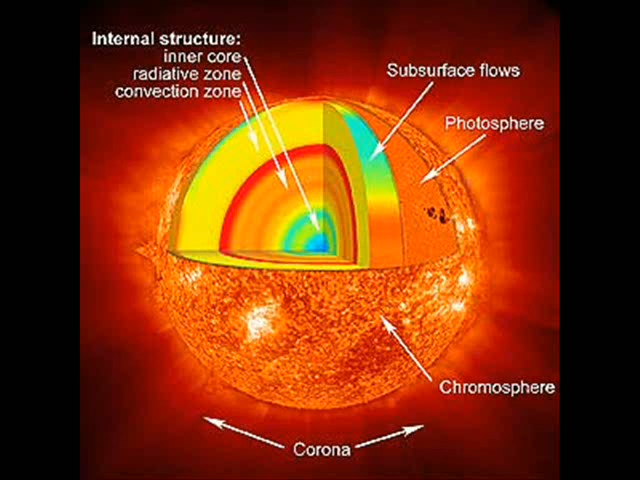 Internal structure:
inner core
radiative zone
convection zone
Subsurface flows
Photosphere
Chromosphere
Corona